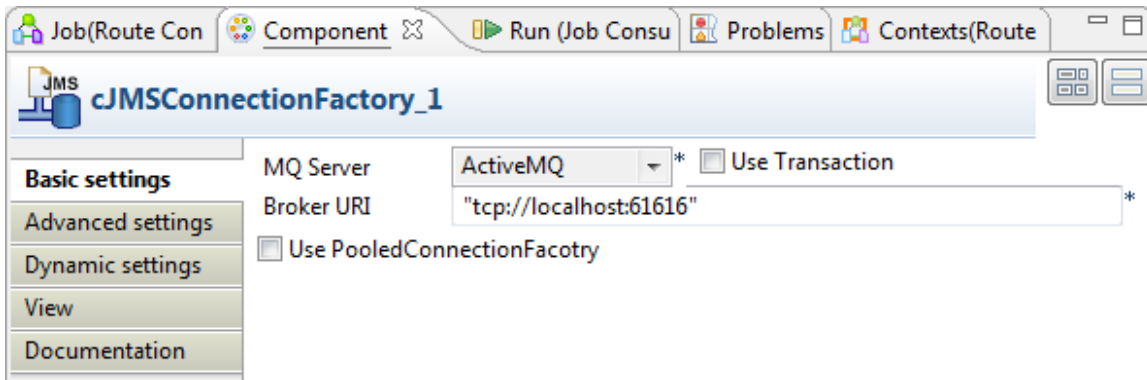 Job(Route Con Component Run (Job Consu Problems Contexts(Route
JMS
cJMSConnectionFactory_1
Basic settings
Advanced settings
Dynamic settings
View
Documentation
MQ Server ActiveMQ * Use Transaction
Broker URI "tcp://localhost:61616" *
Use PooledConnectionFacotry